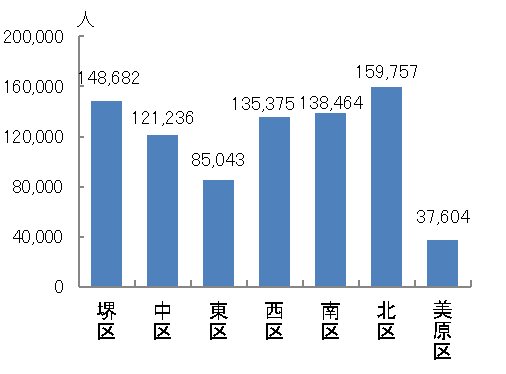 人
200,000
160,000
120,000
80,000
40,000
0
148,682
121,236
85,043
135,375
138,464
159,757
37,604
堺区
中区
東区
西区
南区
北区
美原区